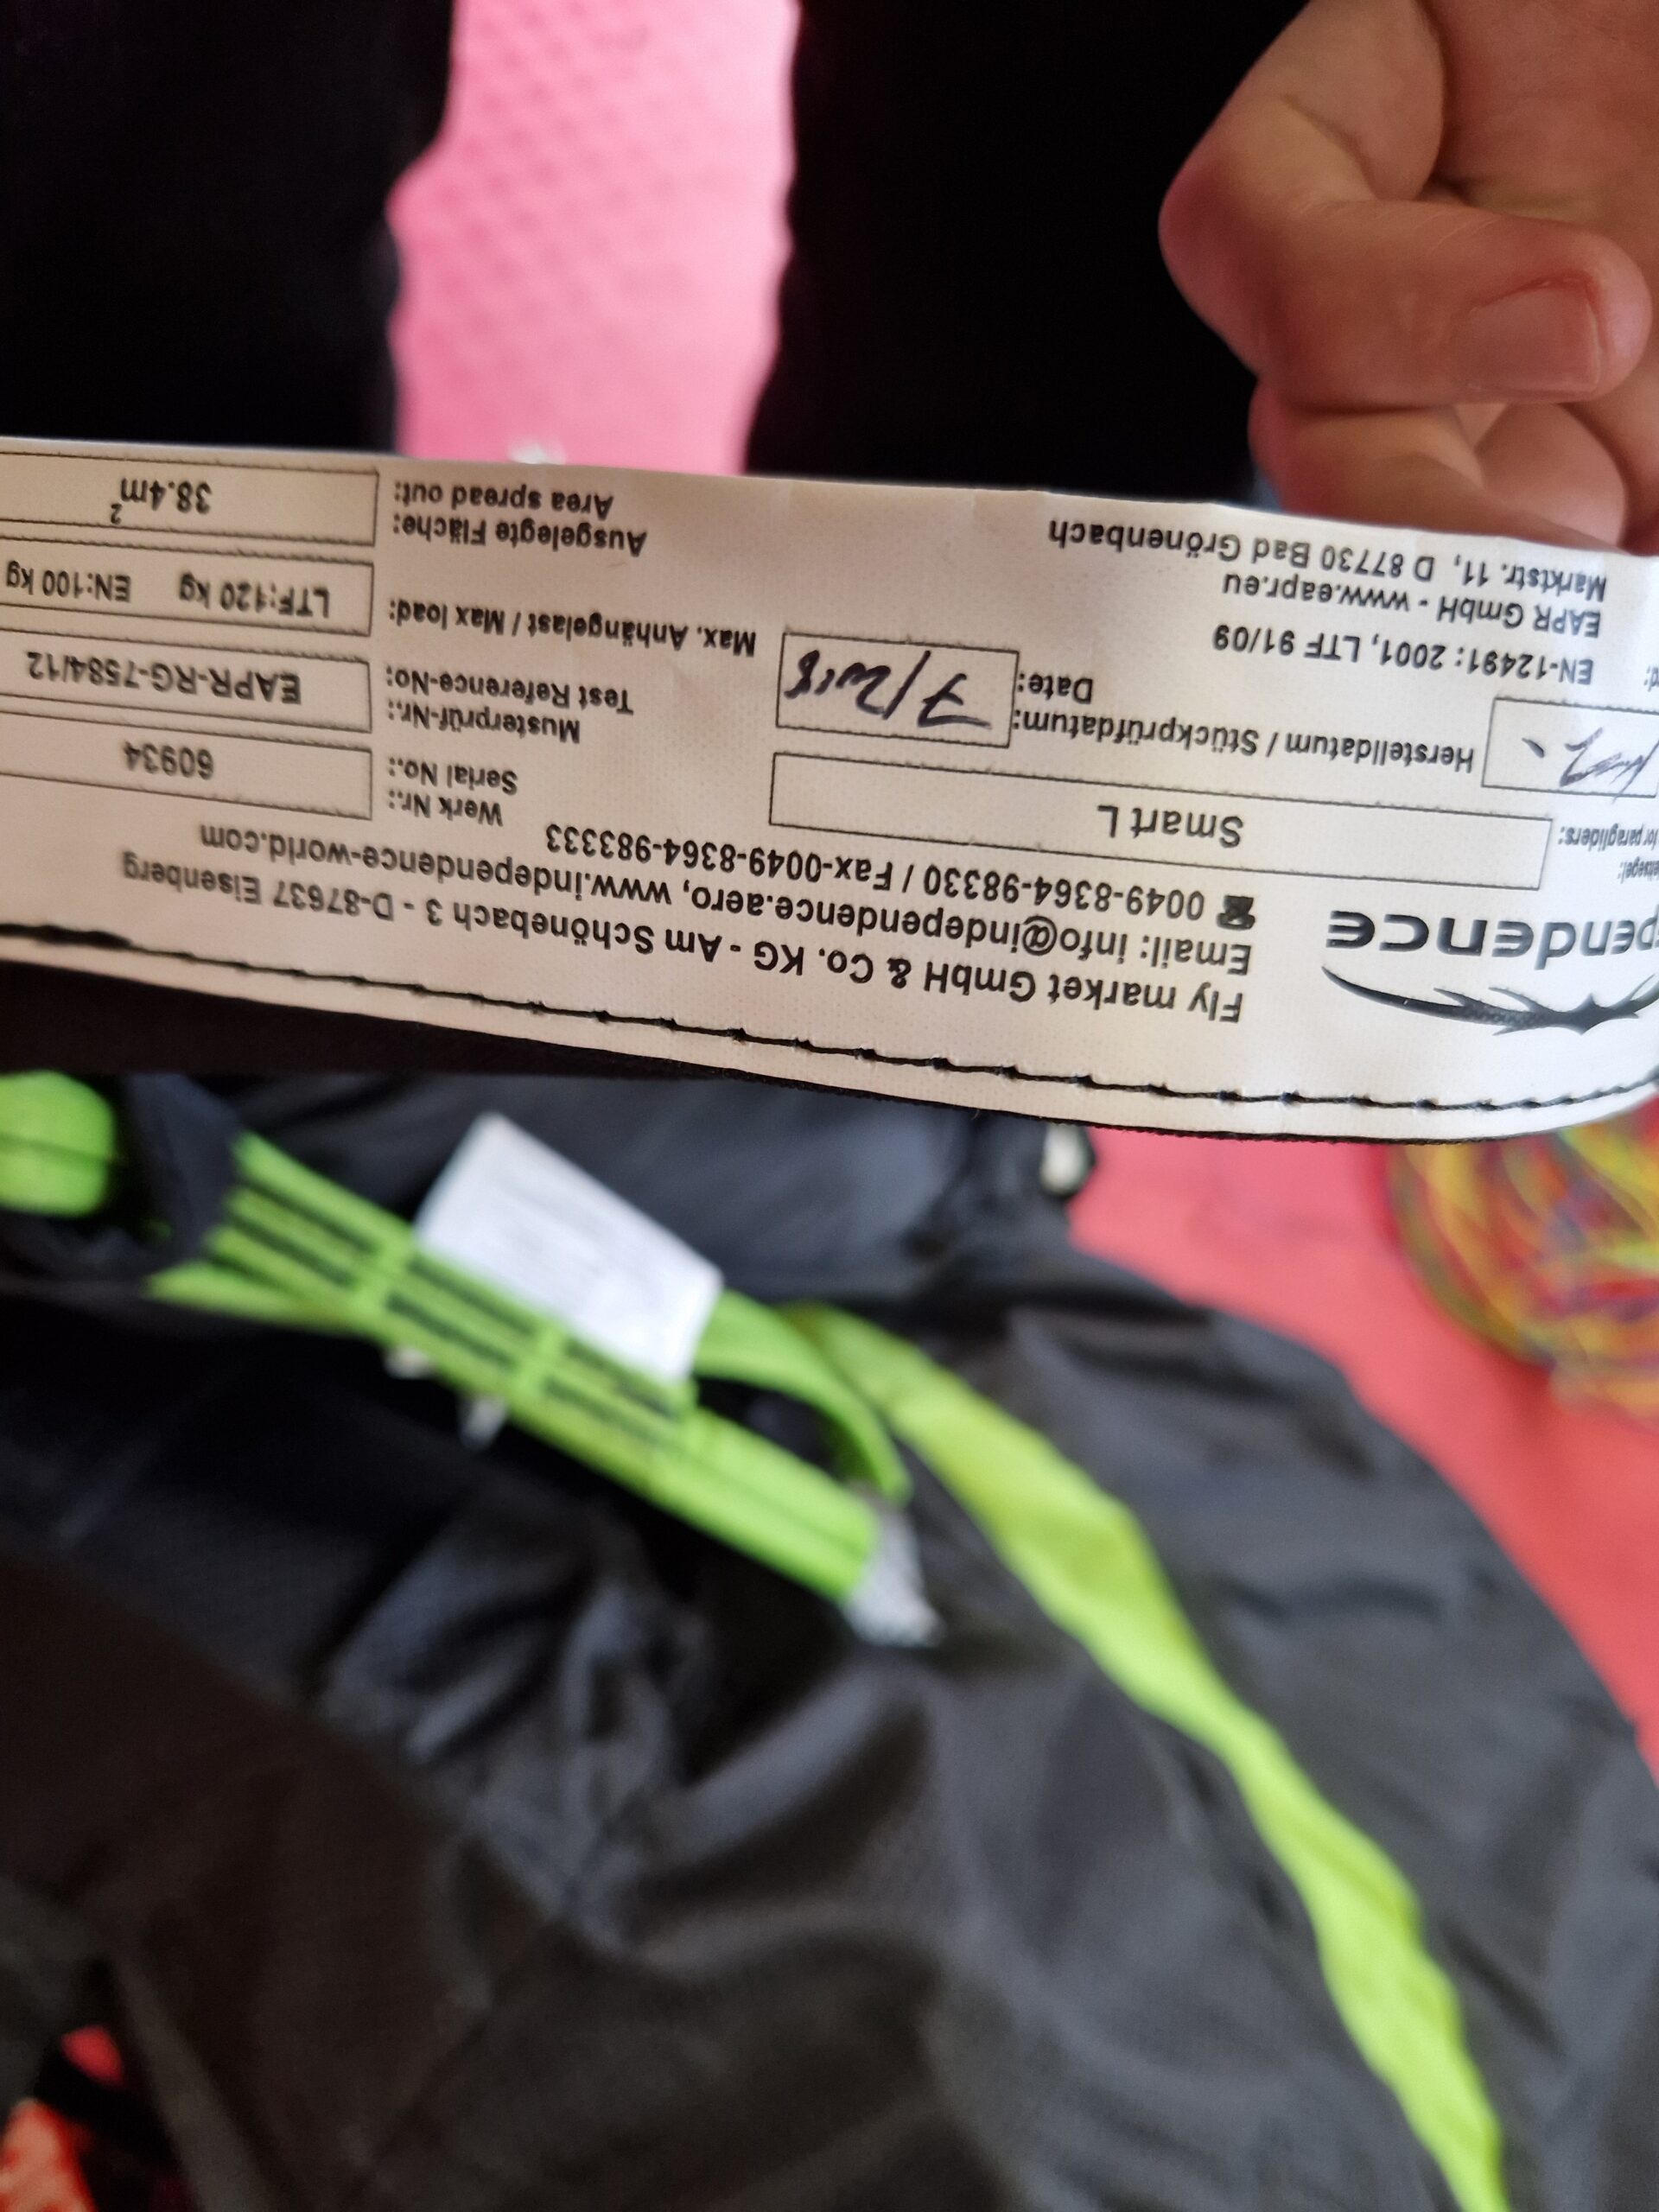 pendence
Fly market GmbH & Co. KG - Am Schönebach 3 - D-87637 Eisenberg
Email: info@independence.aero, www.independence-world.com
☎ 0049-8364-98330 / Fax-0049-8364-983333
for paragliders:
Smart L
Werk Nr.:
Serial No.:
60934
Herstelldatum / Stückprüfdatum:
Date:
7/2018
Musterprüf-Nr.:
Test Reference-No:
EAPR-RG-7584/12
EN-12491: 2001, LTF 91/09
EAPR GmbH - www.eapr.eu
Marktstr. 11, D 87730 Bad Grönenbach
Max. Anhängelast / Max load:
LTF:120 kg EN:100 kg
Ausgelegte Fläche:
Area spread out:
38.4m²